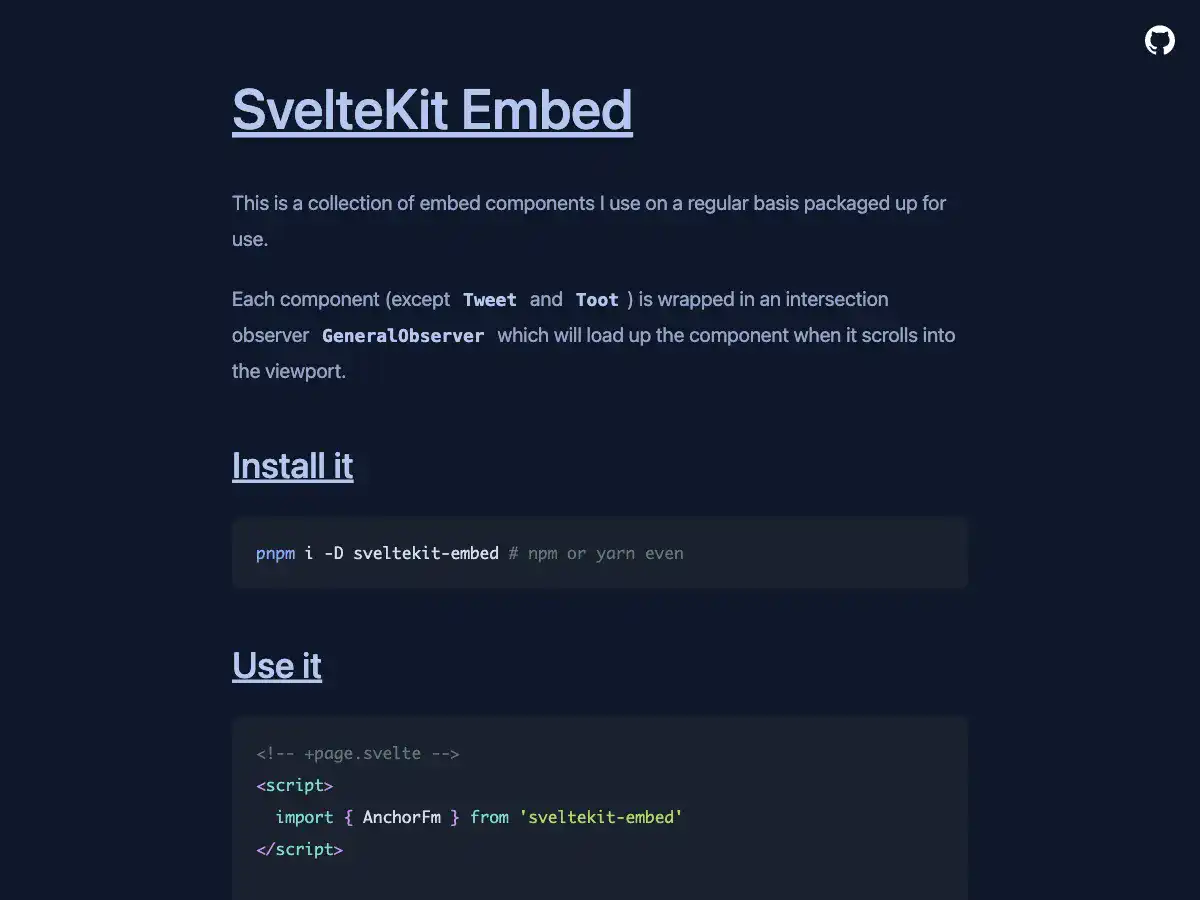 SvelteKit Embed
This is a collection of embed components I use on a regular basis packaged up for
use.
Each component (except Tweet and Toot ) is wrapped in an intersection
observer GeneralObserver which will load up the component when it scrolls into
the viewport.
Install it
pnpm i -D sveltekit-embed # npm or yarn even
Use it
<!-- +page.svelte -->
<script>
  import { AnchorFm } from 'sveltekit-embed'
</script>